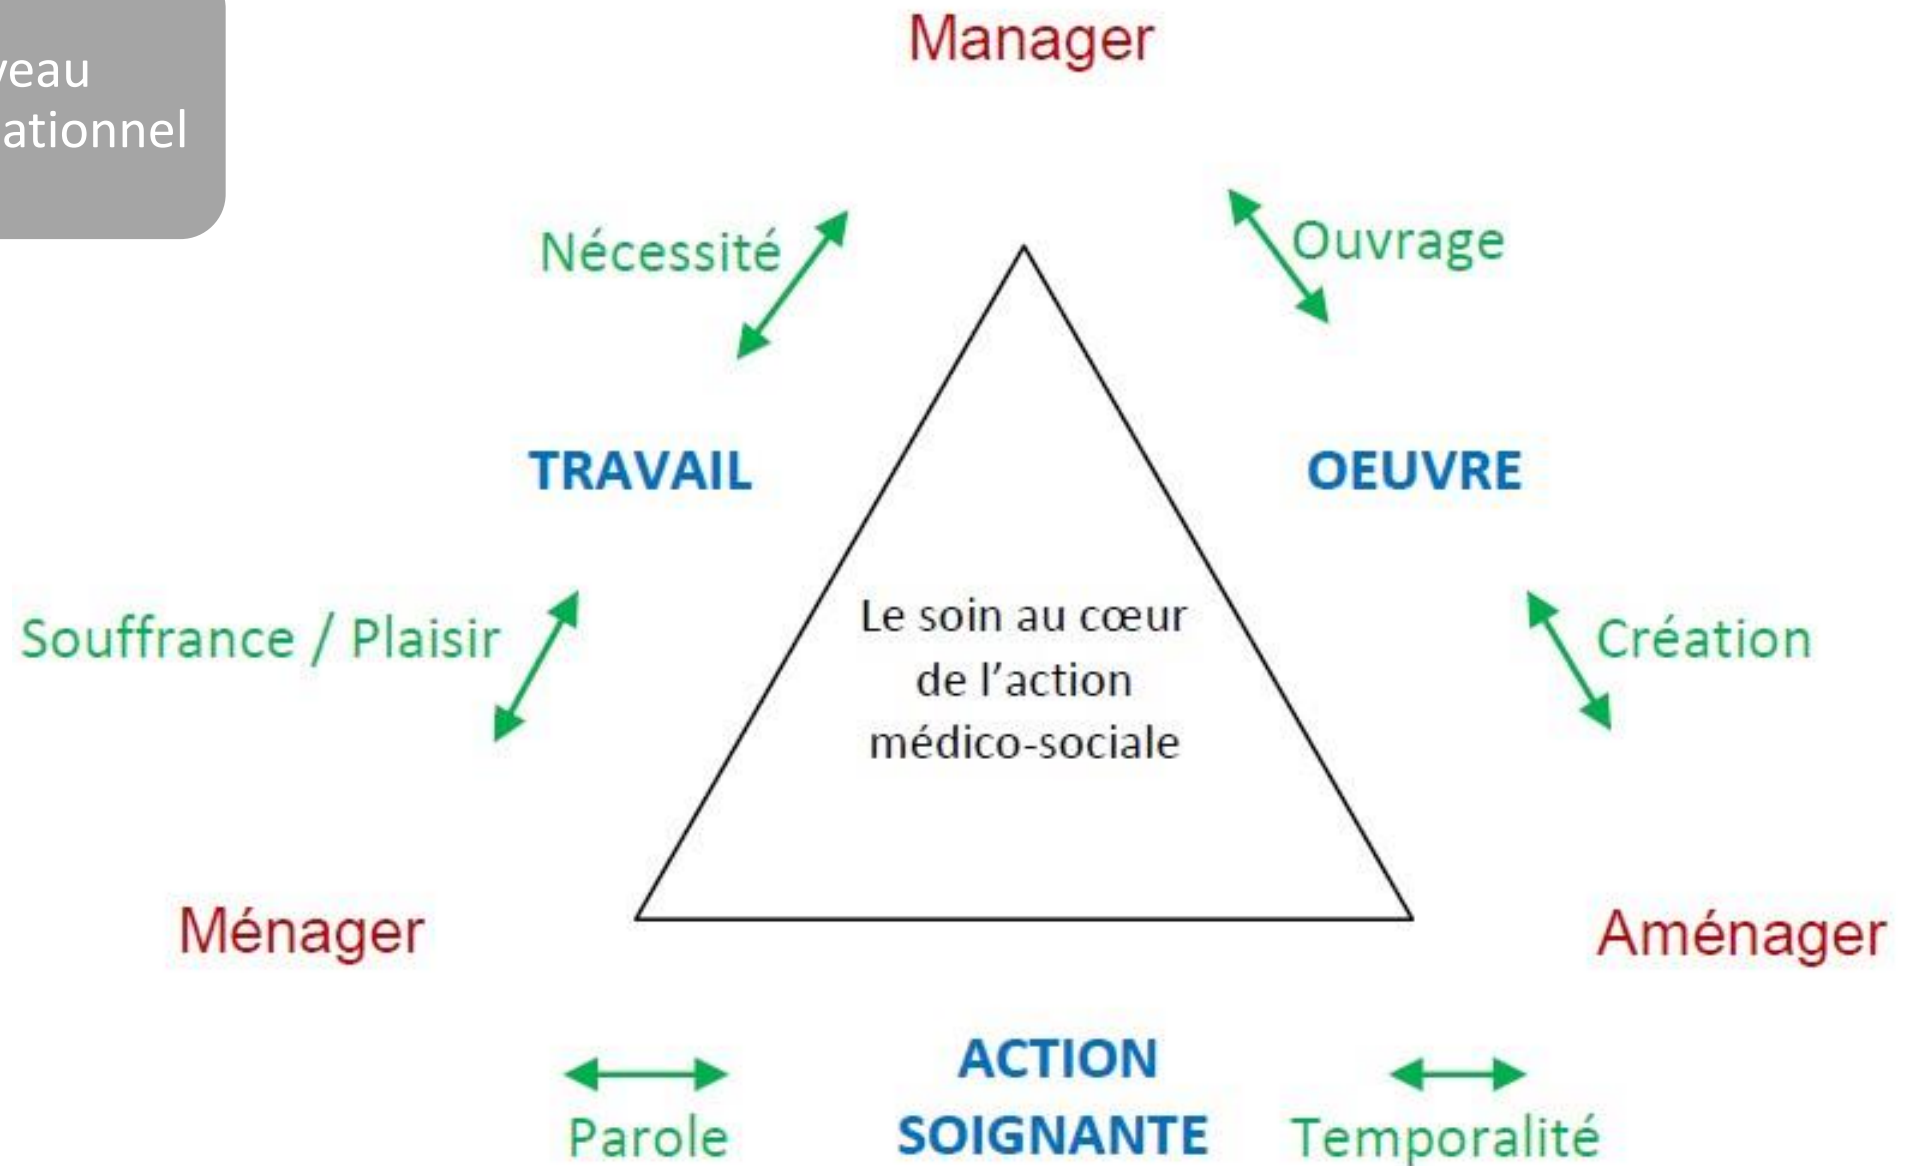 Manager
veau
ationnel
Nécessité
Ouvrage
TRAVAIL
OEUVRE
Souffrance / Plaisir
Le soin au cœur
de l'action
médico-sociale
Création
Ménager
Aménager
ACTION
SOIGNANTE
Parole
Temporalité